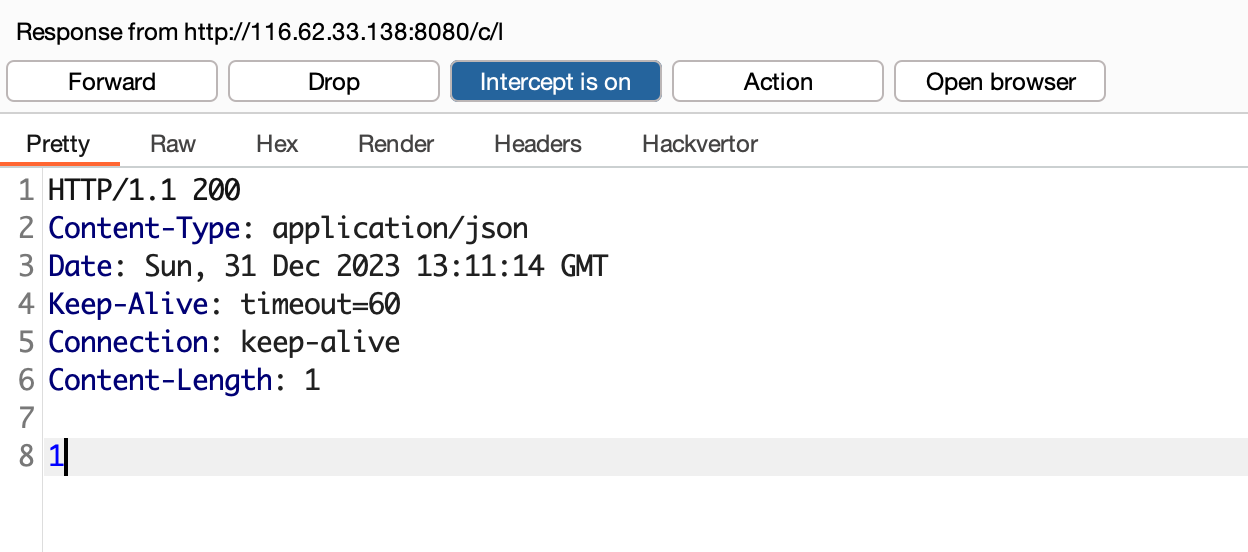 Response from http://116.62.33.138:8080/c/l
Forward Drop Intercept is on Action Open browser
Pretty Raw Hex Render Headers Hackvertor
1 HTTP/1.1 200
2 Content-Type: application/json
3 Date: Sun, 31 Dec 2023 13:11:14 GMT
4 Keep-Alive: timeout=60
5 Connection: keep-alive
6 Content-Length: 1
7
8 1